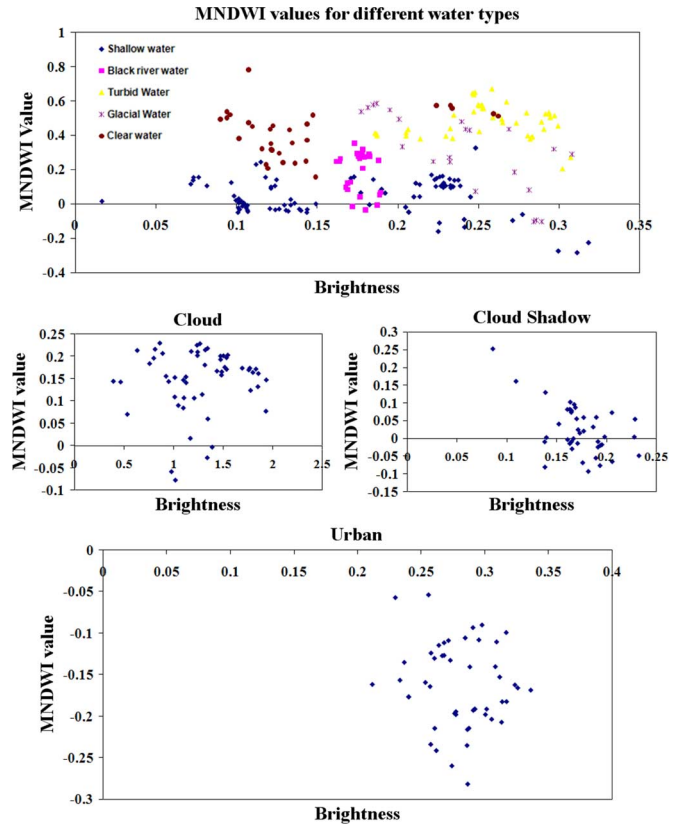 MNDWI values for different water types
1
0.8
0.6
0.4
0.2
0
-0.2
-0.4
MNDWI Value
Shallow water
Black river water
Turbid Water
Glacial Water
Clear water
0 0.05 0.1 0.15 0.2 0.25 0.3 0.35
Brightness
Cloud
0.25
0.2
0.15
0.1
0.05
0
-0.05
0.1
MNDWI value
0 0.5 1 1.5 2 2.5
Brightness
Cloud Shadow
0.3
0.25
0.2
0.15
0.1
0.05
0
0.05
-0.1
-0.15
MNDWI value
0 0.05 0.1 0.15 0.2 0.25
Brightness
Urban
0
-0.05
-0.1
-0.15
-0.2
-0.25
-0.3
MNDWI value
0 0.05 0.1 0.15 0.2 0.25 0.3 0.35 0.4
Brightness